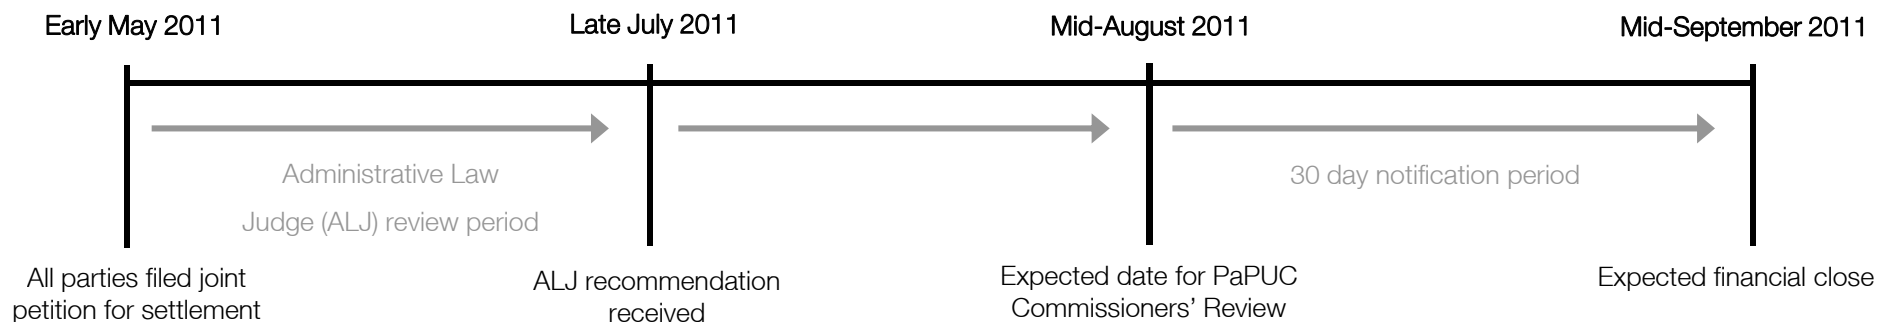 Early May 2011
Late July 2011
Mid-August 2011
Mid-September 2011
Administrative Law
Judge (ALJ) review period
30 day notification period
All parties filed joint
petition for settlement
ALJ recommendation
received
Expected date for PaPUC
Commissioners’ Review
Expected financial close